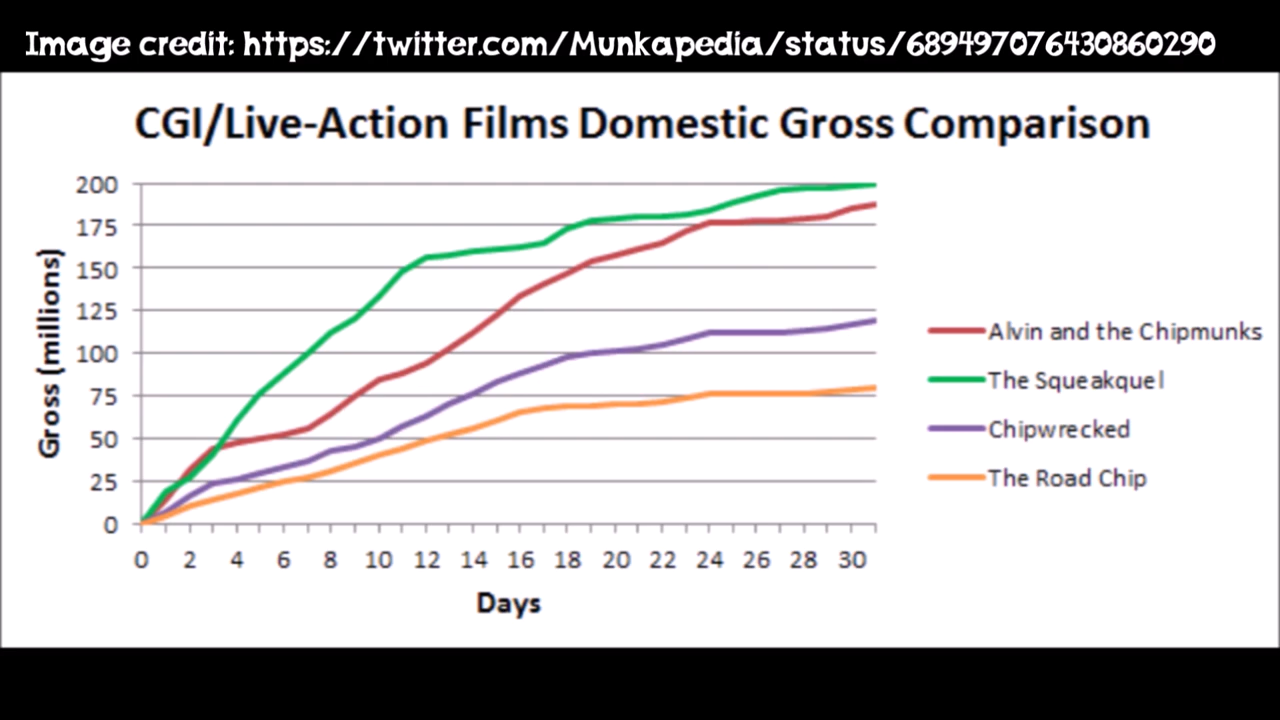 Image credit: https://twitter.com/Munkapedia/status/689497076430860290
CGI/Live-Action Films Domestic Gross Comparison
Gross (millions)
200
175
150
125
100
75
50
25
0
0 2 4 6 8 10 12 14 16 18 20 22 24 26 28 30
Days
Alvin and the Chipmunks
The Squeakquel
Chipwrecked
The Road Chip